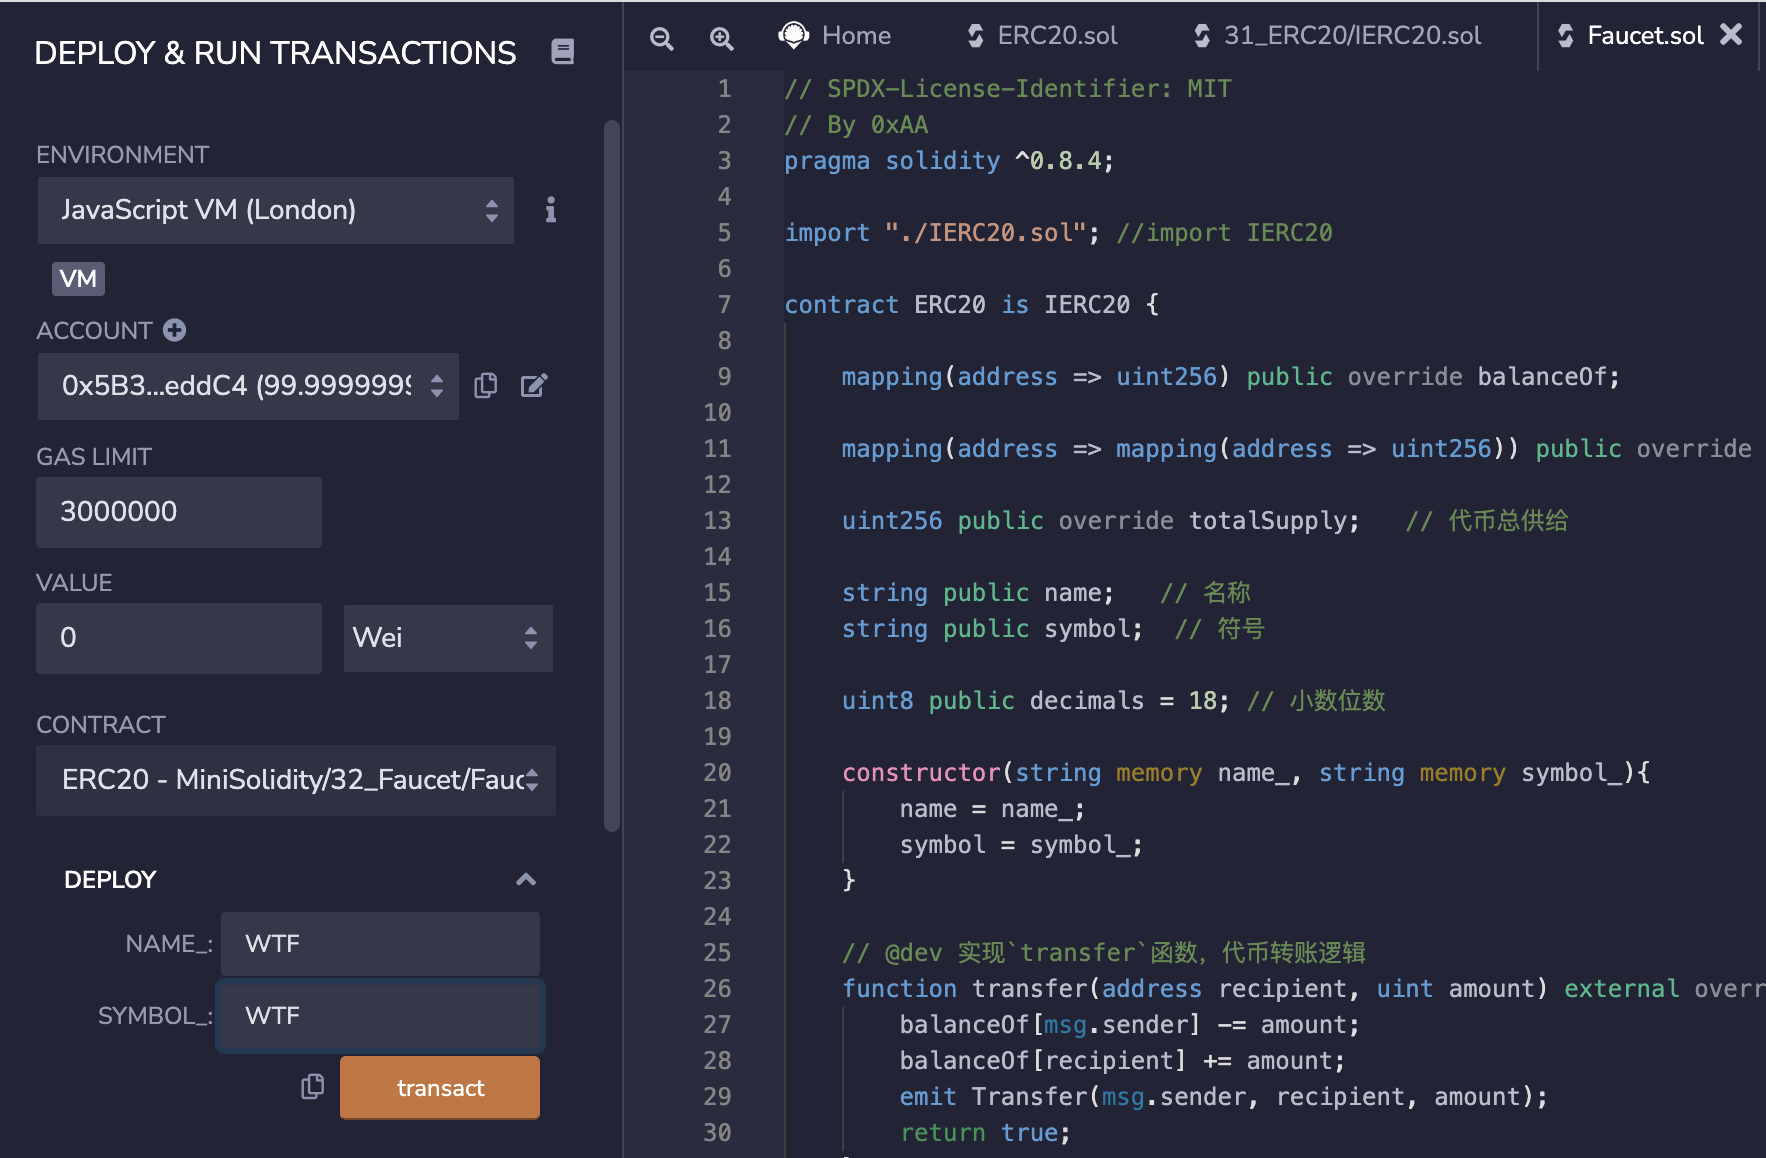 DEPLOY & RUN TRANSACTIONS
ENVIRONMENT
JavaScript VM (London)
VM
ACCOUNT
0x5B3...eddC4 (99.9999999
GAS LIMIT
3000000
VALUE
0
Wei
CONTRACT
ERC20 - MiniSolidity/32_Faucet/Fauc
DEPLOY
NAME_: WTF
SYMBOL_: WTF
transact
Home ERC20.sol 31_ERC20/IERC20.sol Faucet.sol
1 // SPDX-License-Identifier: MIT
2 // By 0xAA
3 pragma solidity ^0.8.4;
4
5 import "./IERC20.sol"; //import IERC20
6
7 contract ERC20 is IERC20 {
8
9 mapping(address => uint256) public override balanceOf;
10
11 mapping(address => mapping(address => uint256)) public override
12
13 uint256 public override totalSupply; // 代币总供给
14
15 string public name; // 名称
16 string public symbol; // 符号
17
18 uint8 public decimals = 18; // 小数位数
19
20 constructor(string memory name_, string memory symbol_){
21 name = name_;
22 symbol = symbol_;
23 }
24
25 // @dev 实现`transfer`函数，代币转账逻辑
26 function transfer(address recipient, uint amount) external overr
27 balanceOf[msg.sender] -= amount;
28 balanceOf[recipient] += amount;
29 emit Transfer(msg.sender, recipient, amount);
30 return true;